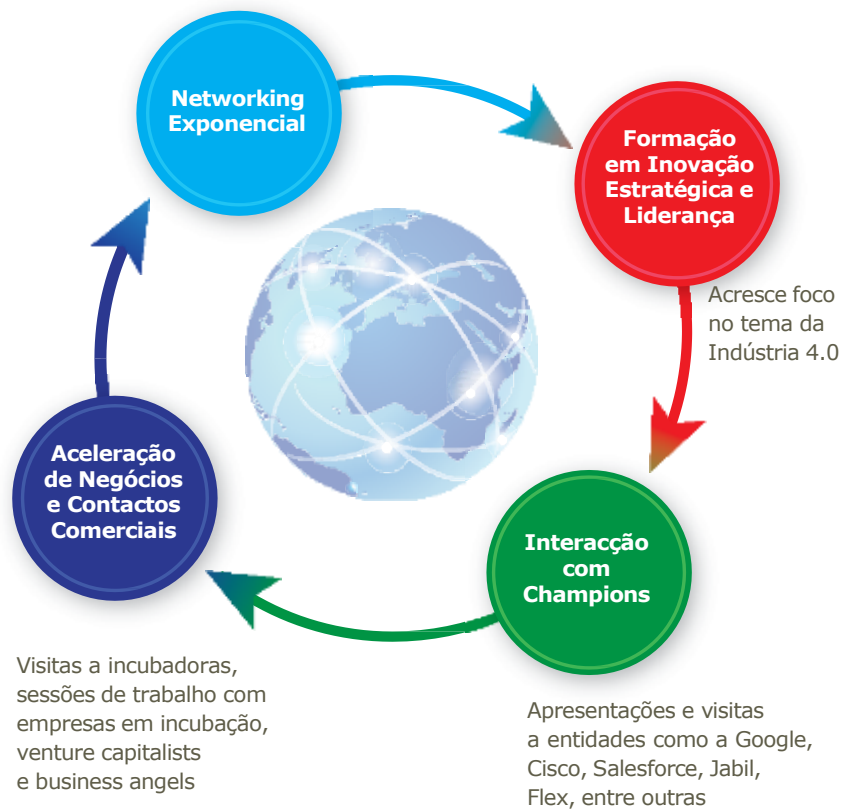 Networking
Exponencial
Formação
em Inovação
Estratégica e
Liderança
Acresce foco
no tema da
Indústria 4.0
Interacção
com
Champions
Apresentações e visitas
a entidades como a Google,
Cisco, Salesforce, Jabil,
Flex, entre outras
Aceleração
de Negócios
e Contactos
Comerciais
Visitas a incubadoras,
sessões de trabalho com
empresas em incubação,
venture capitalists
e business angels